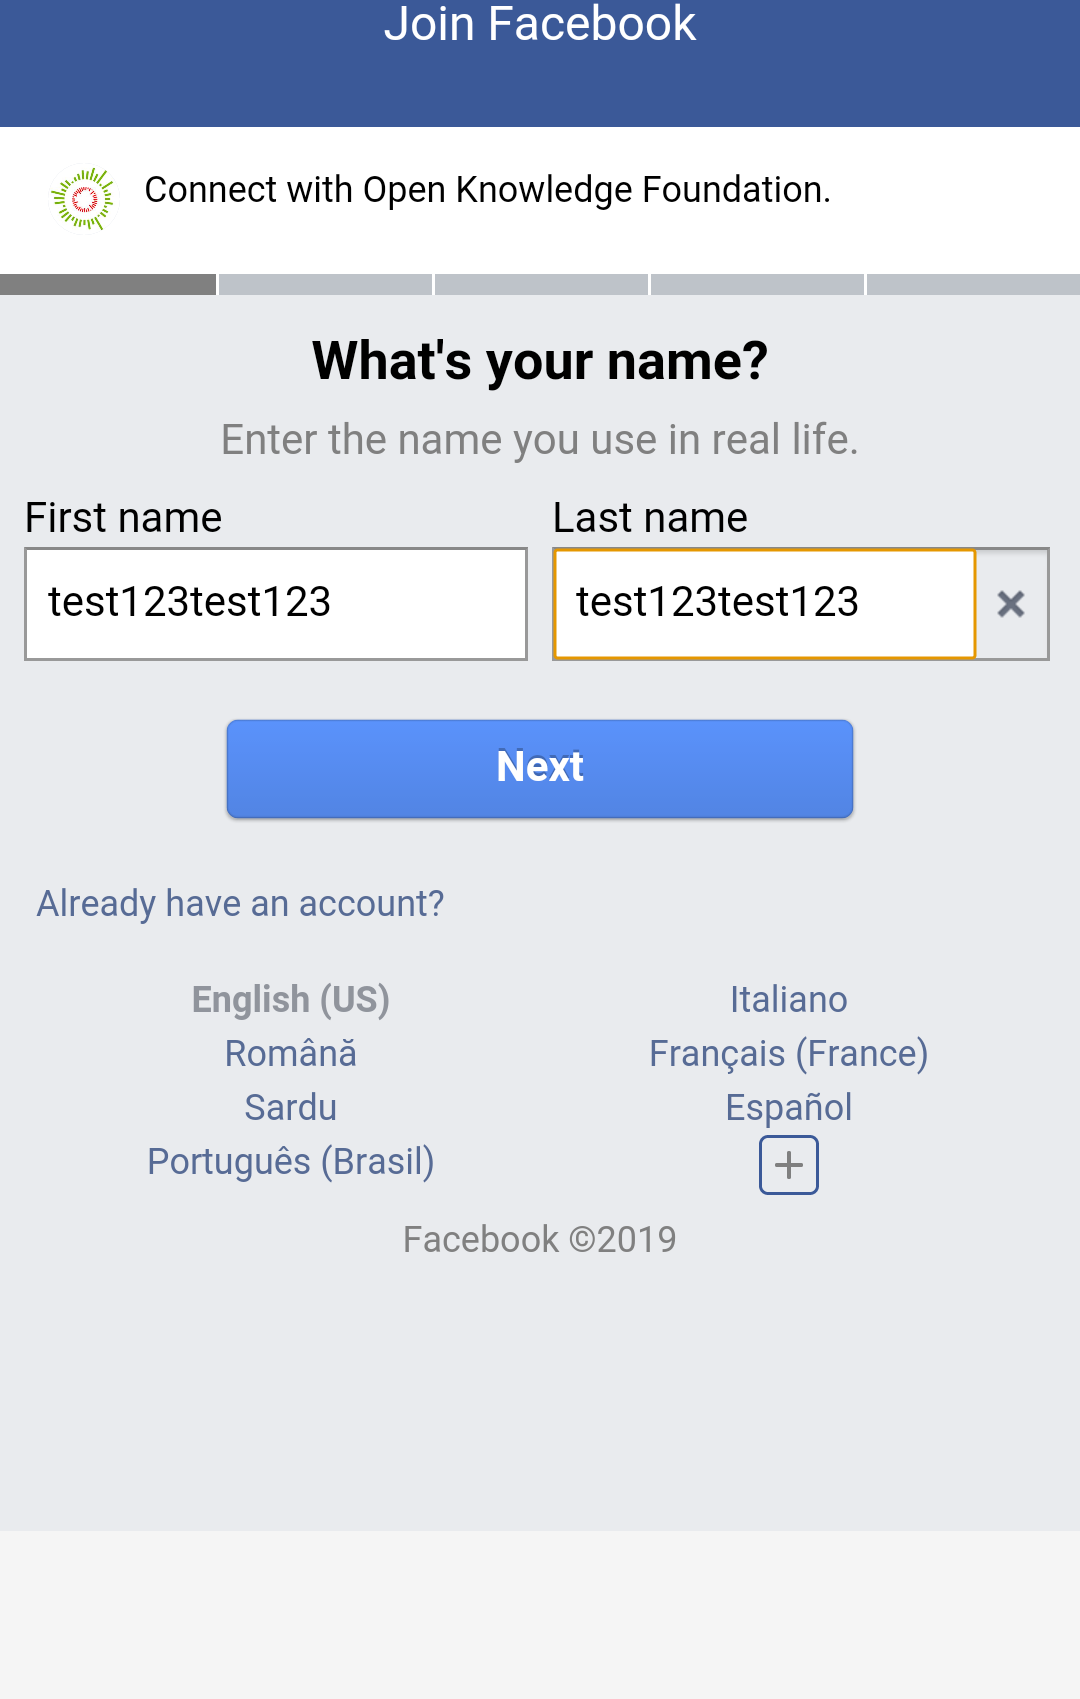 Join Facebook
Connect with Open Knowledge Foundation.
What's your name?
Enter the name you use in real life.
First name
Last name
test123test123
test123test123
Next
Already have an account?
English (US)
Italiano
Română
Français (France)
Sardu
Español
Português (Brasil)
Facebook ©2019